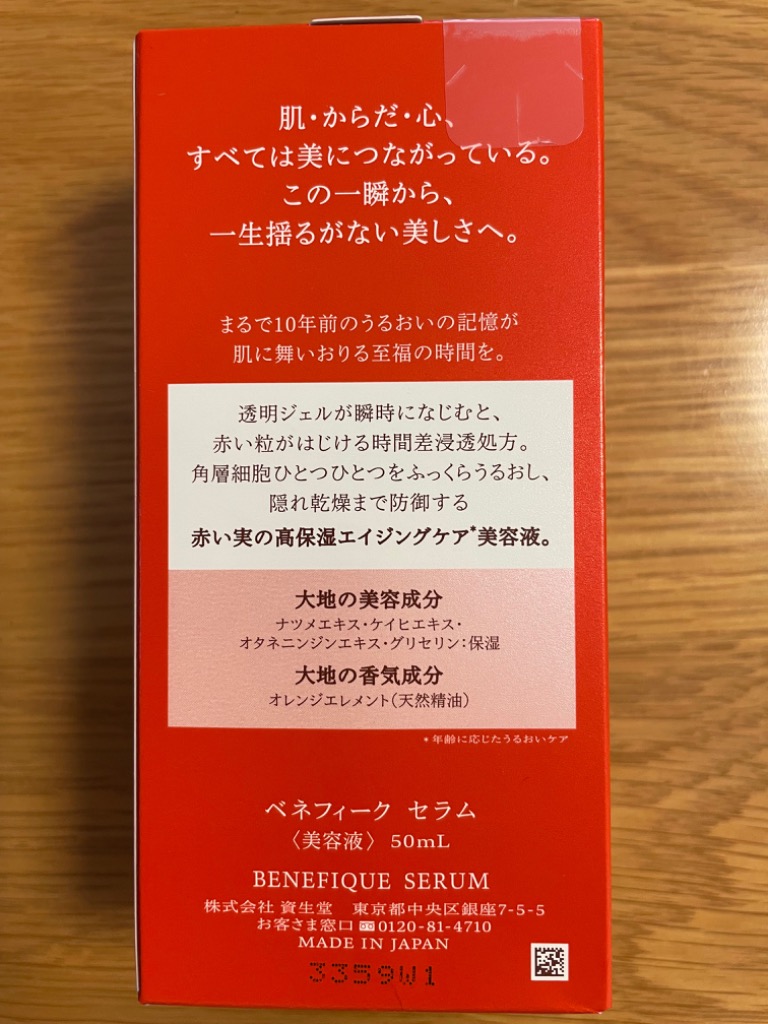 肌・からだ・心、
すべては美につながっている。
この一瞬から、
一生揺るがない美しさへ。
まるで10年前のうるおいの記憶が
肌に舞いおりる至福の時間を。
透明ジェルが瞬時になじむと、
赤い粒がはじける時間差浸透処方。
角層細胞ひとつひとつをふっくらうるおし、
隠れ乾燥まで防御する
赤い実の高保湿エイジングケア*美容液。
大地の美容成分
ナツメエキス・ケイヒエキス・
オタネニンジンエキス・グリセリン：保湿
大地の香気成分
オレンジエレメント（天然精油）
*年齢に応じたうるおいケア
ベネフィーク セラム
〈美容液〉 50mL
BENEFIQUE SERUM
株式会社 資生堂 東京都中央区銀座7-5-5
お客さま窓口 0120-81-4710
MADE IN JAPAN
3359W1